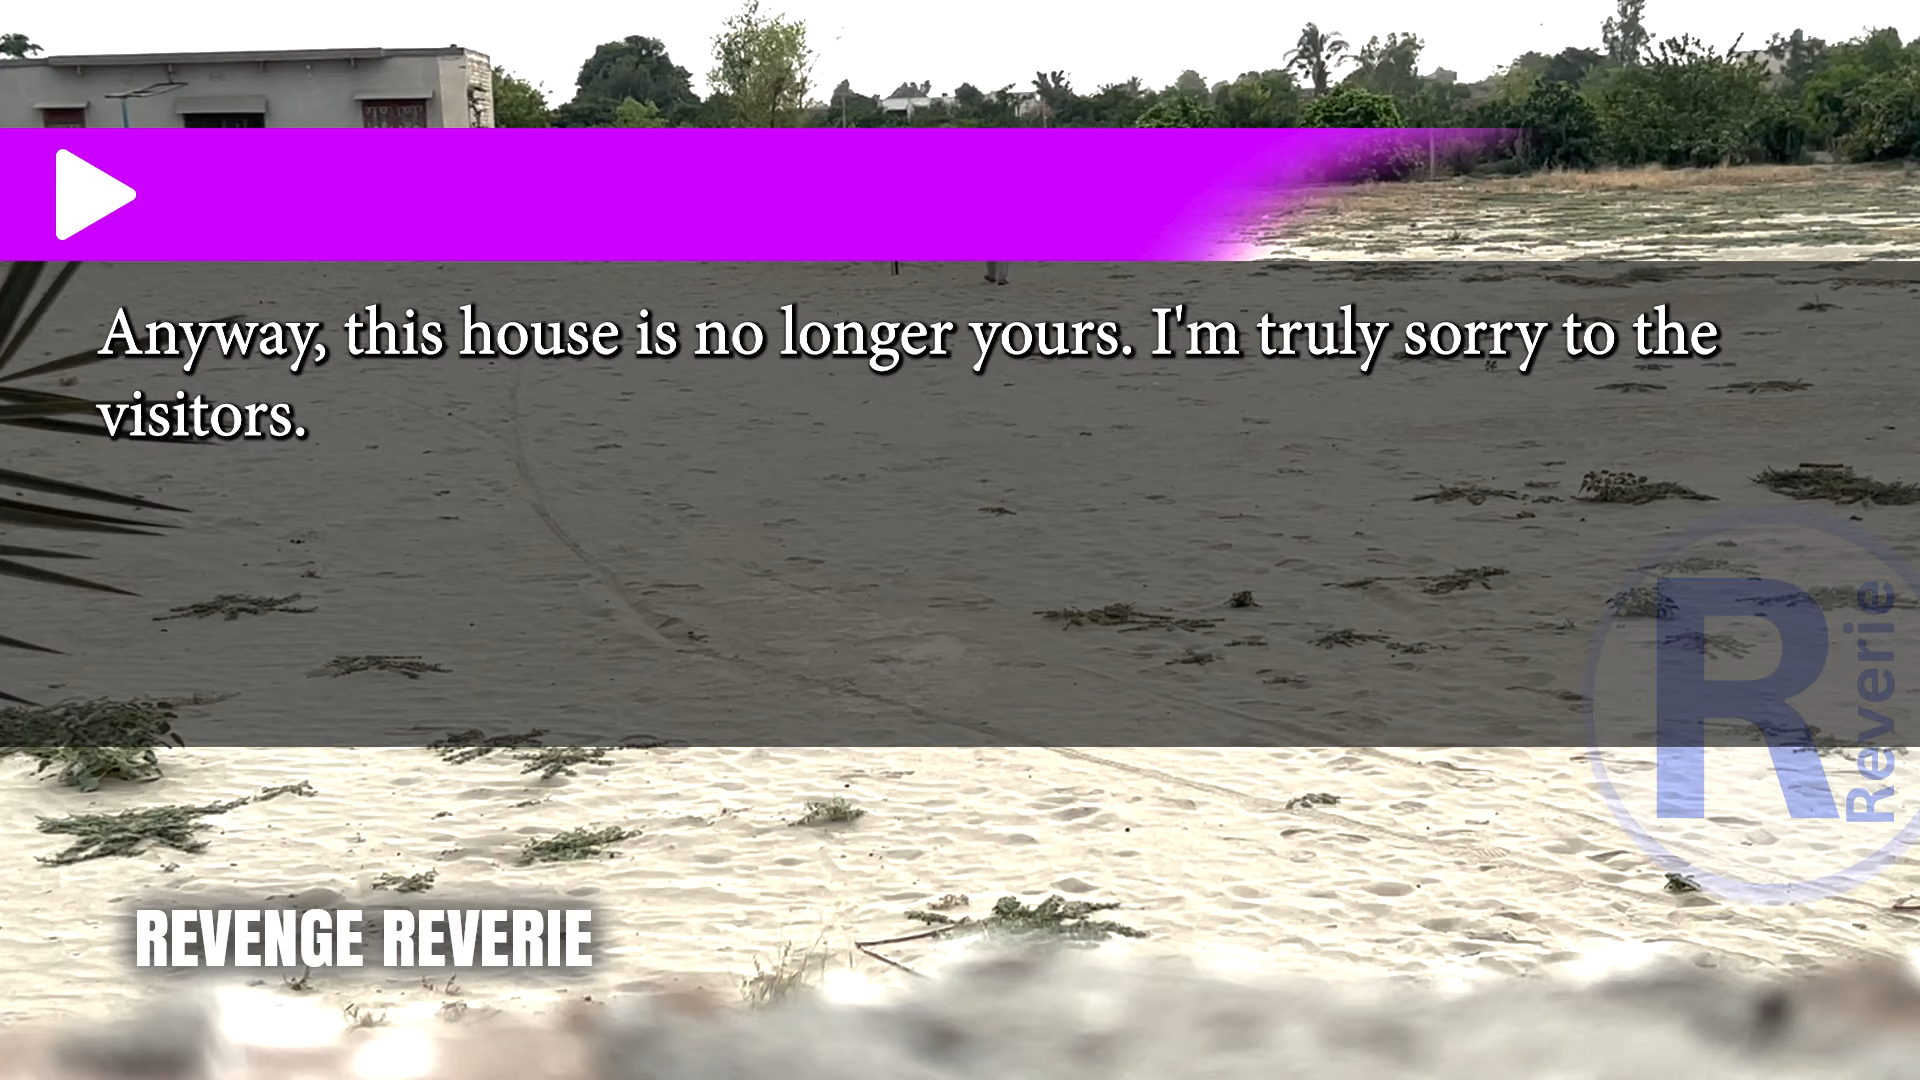 Anyway, this house is no longer yours. I'm truly sorry to the
visitors.
R
Reverie
REVENGE REVERIE